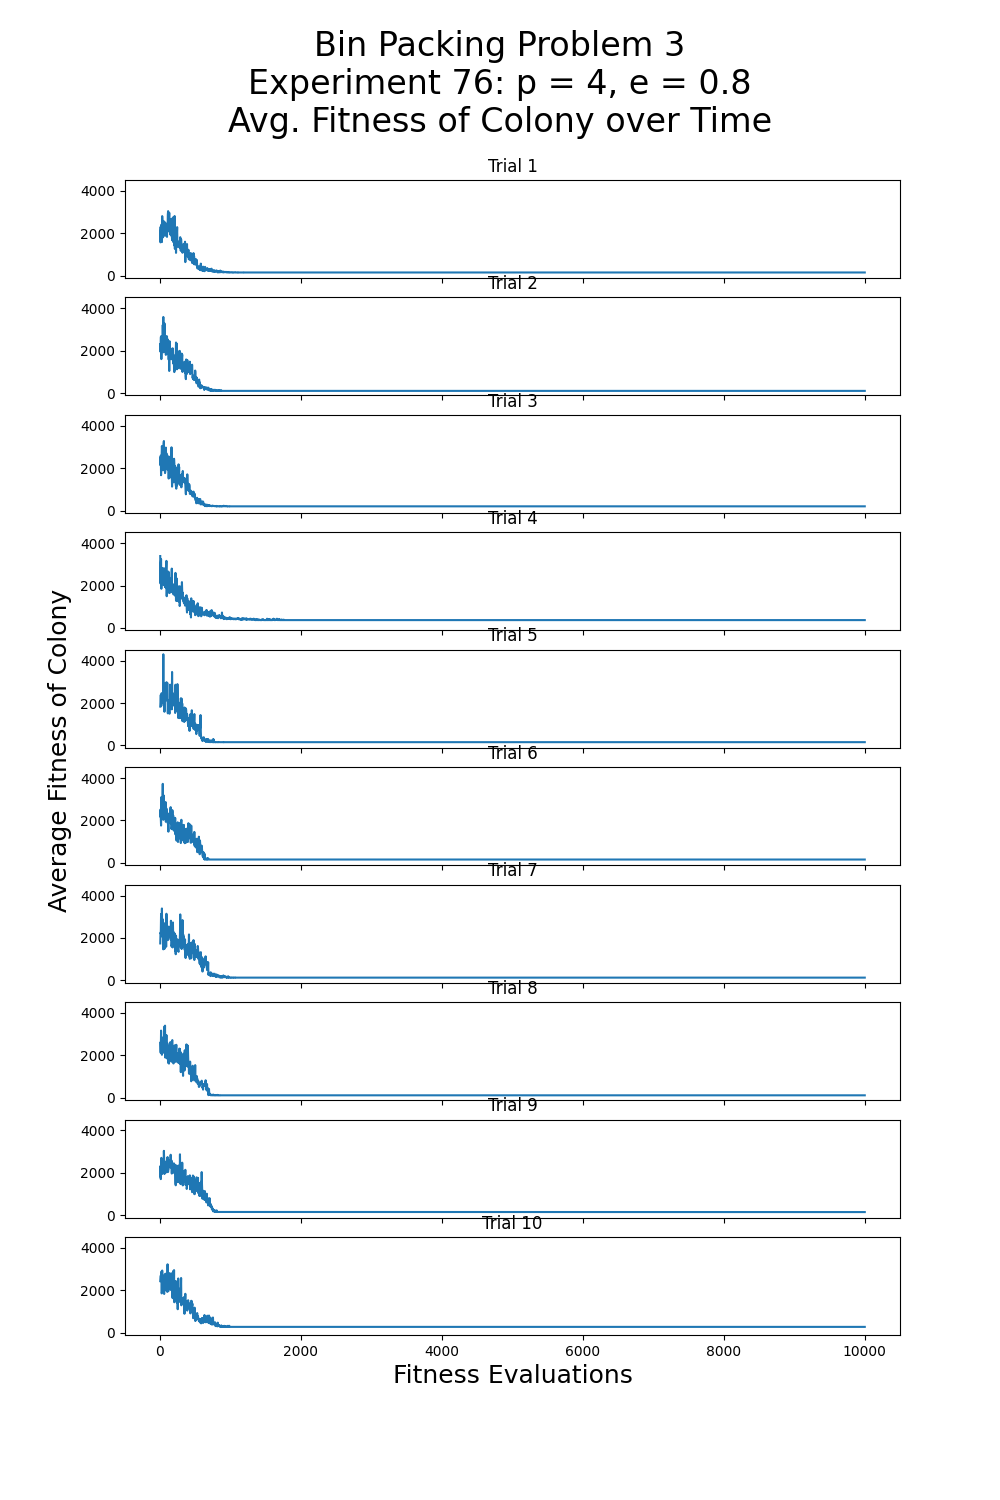 Bin Packing Problem 3
Experiment 76: p = 4, e = 0.8
Avg. Fitness of Colony over Time
Trial 1
4000
2000
0
Trial 2
4000
2000
0
Trial 3
4000
2000
0
Trial 4
4000
2000
0
Trial 5
4000
2000
0
Trial 6
4000
2000
0
Trial 7
4000
2000
0
Trial 8
4000
2000
0
Trial 9
4000
2000
0
Trial 10
4000
2000
0
0 2000 4000 6000 8000 10000
Fitness Evaluations
Average Fitness of Colony